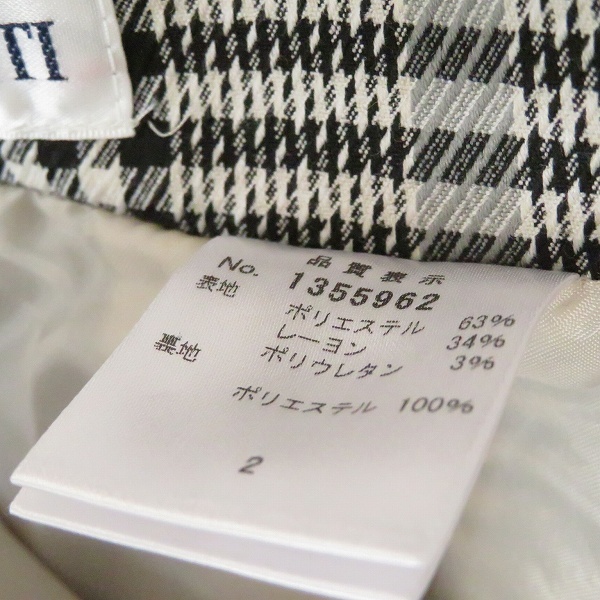 TI
品質表示
No. 1355962
表地 ポリエステル 63%
レーヨン 34%
ポリウレタン 3%
裏地 ポリエステル 100%
2